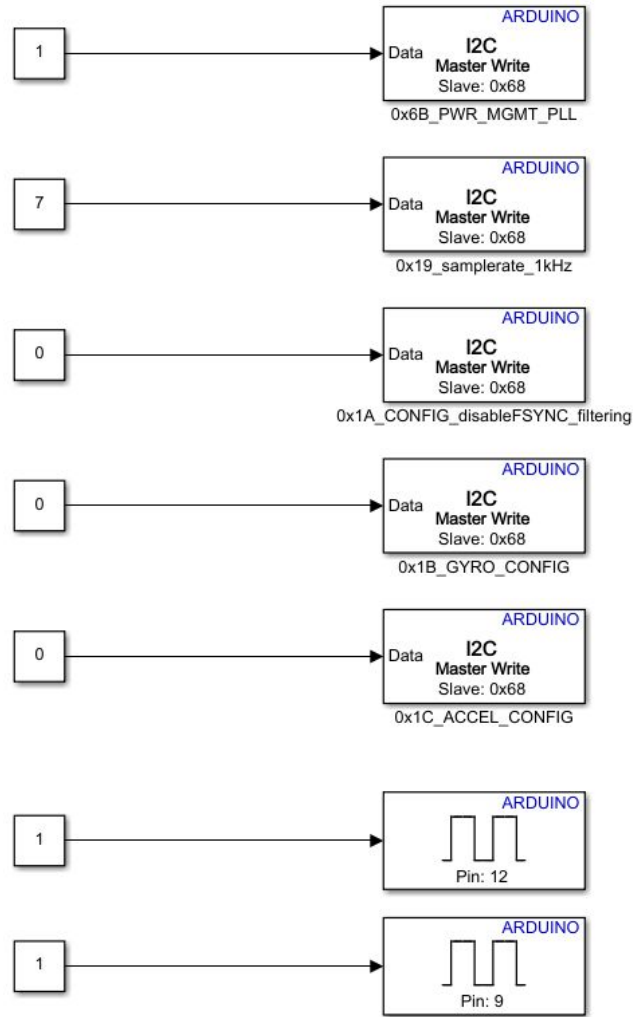 ARDUINO
1
Data
I2C
Master Write
Slave: 0x68
0x6B_PWR_MGMT_PLL
ARDUINO
7
Data
I2C
Master Write
Slave: 0x68
0x19_samplerate_1kHz
ARDUINO
0
Data
I2C
Master Write
Slave: 0x68
0x1A_CONFIG_disableFSYNC_filtering
ARDUINO
0
Data
I2C
Master Write
Slave: 0x68
0x1B_GYRO_CONFIG
ARDUINO
0
Data
I2C
Master Write
Slave: 0x68
0x1C_ACCEL_CONFIG
ARDUINO
1
Pin: 12
ARDUINO
1
Pin: 9